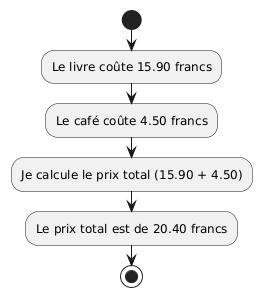 Le livre coûte 15.90 francs
Le café coûte 4.50 francs
Je calcule le prix total (15.90 + 4.50)
Le prix total est de 20.40 francs